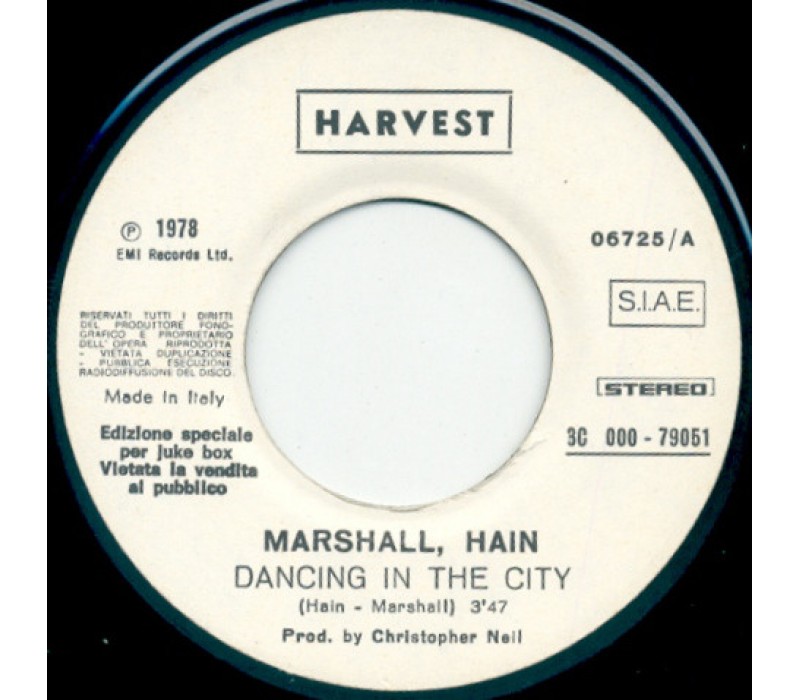 HARVEST
℗ 1978
EMI Records Ltd.
06725/A
S.I.A.E.
RISERVATI TUTTI I DIRITTI
DEL PRODUTTORE FONO-
GRAFICO E PROPRIETARIO
DELL'OPERA RIPRODOTTA
- VIETATA DUPLICAZIONE
- PUBBLICA ESECUZIONE
RADIODIFFUSIONE DEL DISCO.
Made in Italy
STEREO
Edizione speciale
per juke box
Vietata la vendita
al pubblico
3C 000 - 79051
MARSHALL, HAIN
DANCING IN THE CITY
(Hain - Marshall) 3'47
Prod. by Christopher Neil